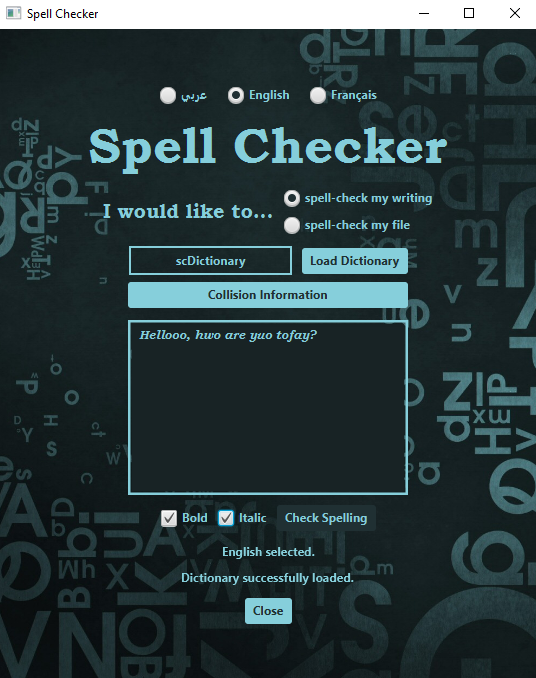 Spell Checker
عربي English Français
Spell Checker
I would like to...
spell-check my writing
spell-check my file
scDictionary Load Dictionary
Collision Information
Hellooo, hwo are yuo tofay?
Bold Italic Check Spelling
English selected.
Dictionary successfully loaded.
Close